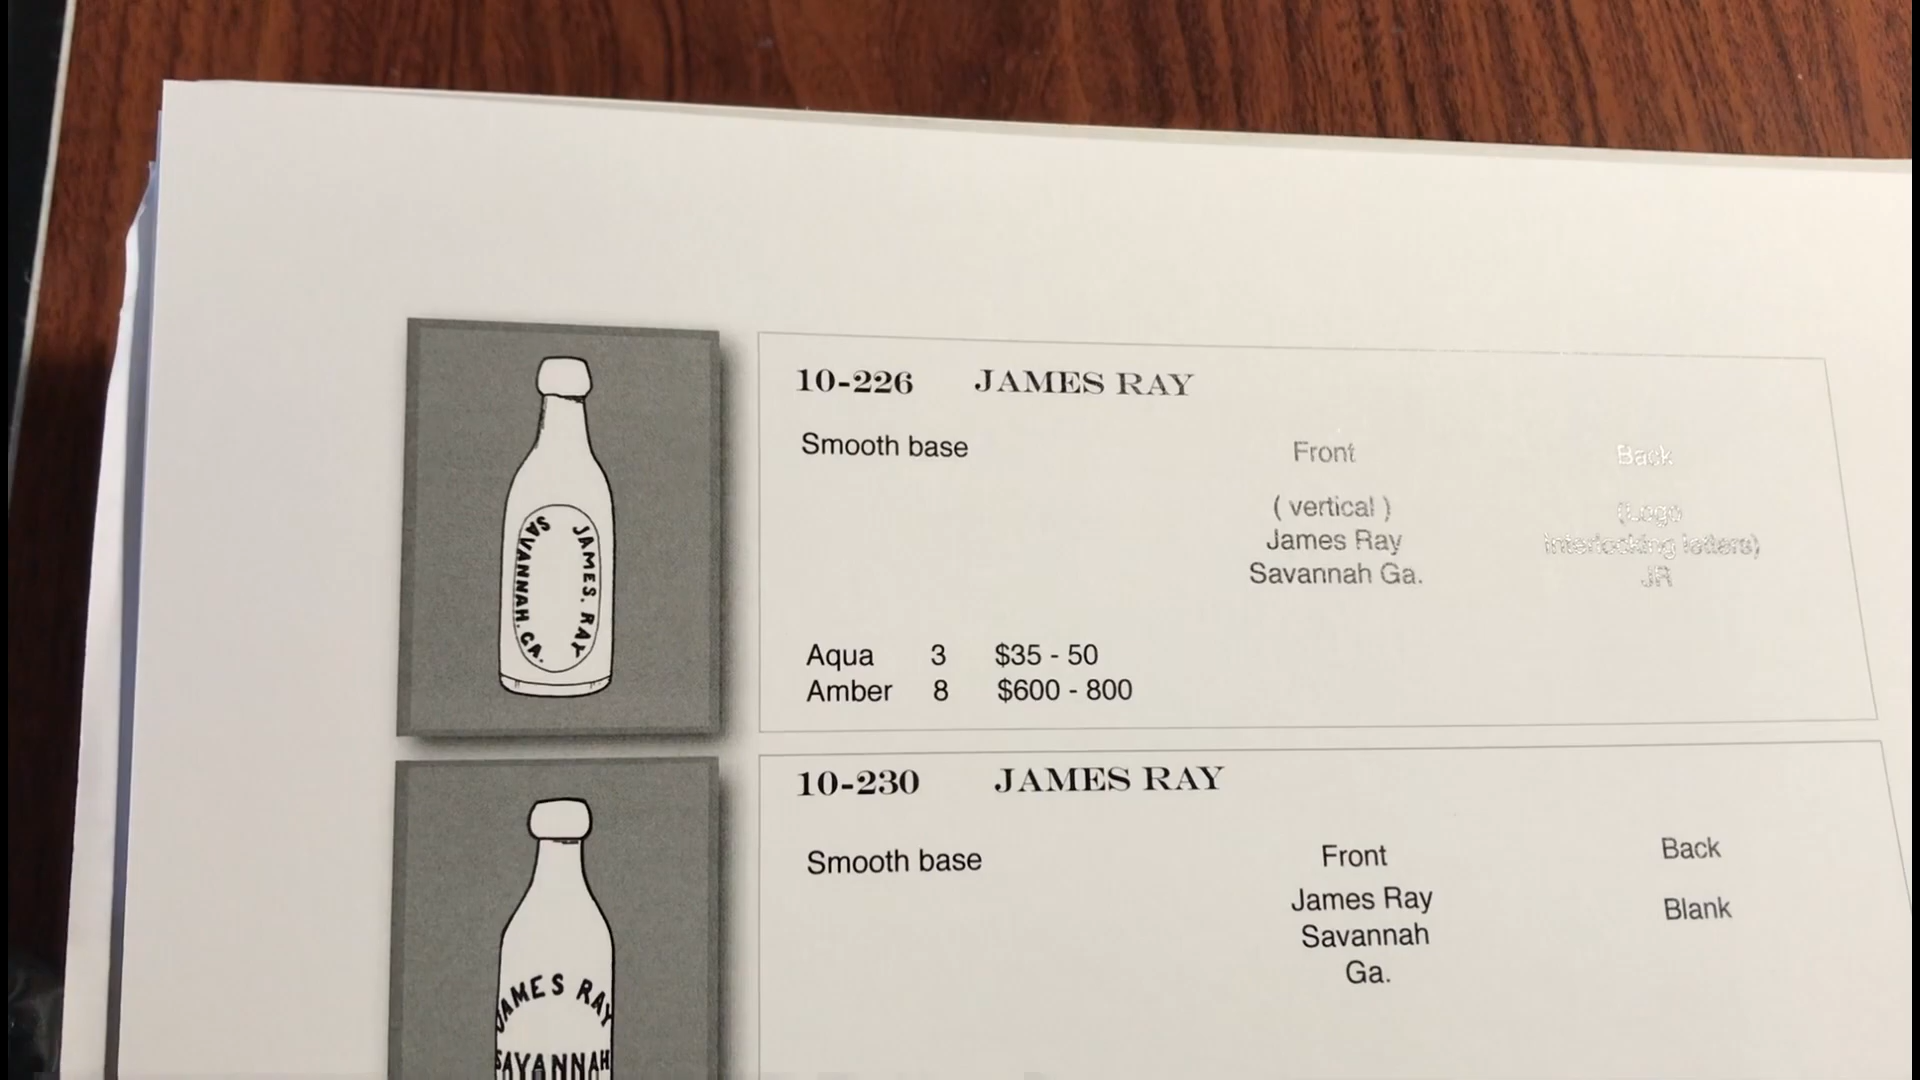 10-226 JAMES RAY
Smooth base Front Back
( vertical ) (Logo
James Ray interlocking letters)
Savannah Ga. JR
Aqua 3 $35 - 50
Amber 8 $600 - 800
JAMES. RAY
SAVANNAH. GA.
10-230 JAMES RAY
Smooth base Front Back
James Ray Blank
Savannah
Ga.
JAMES RAY
SAVANNAH